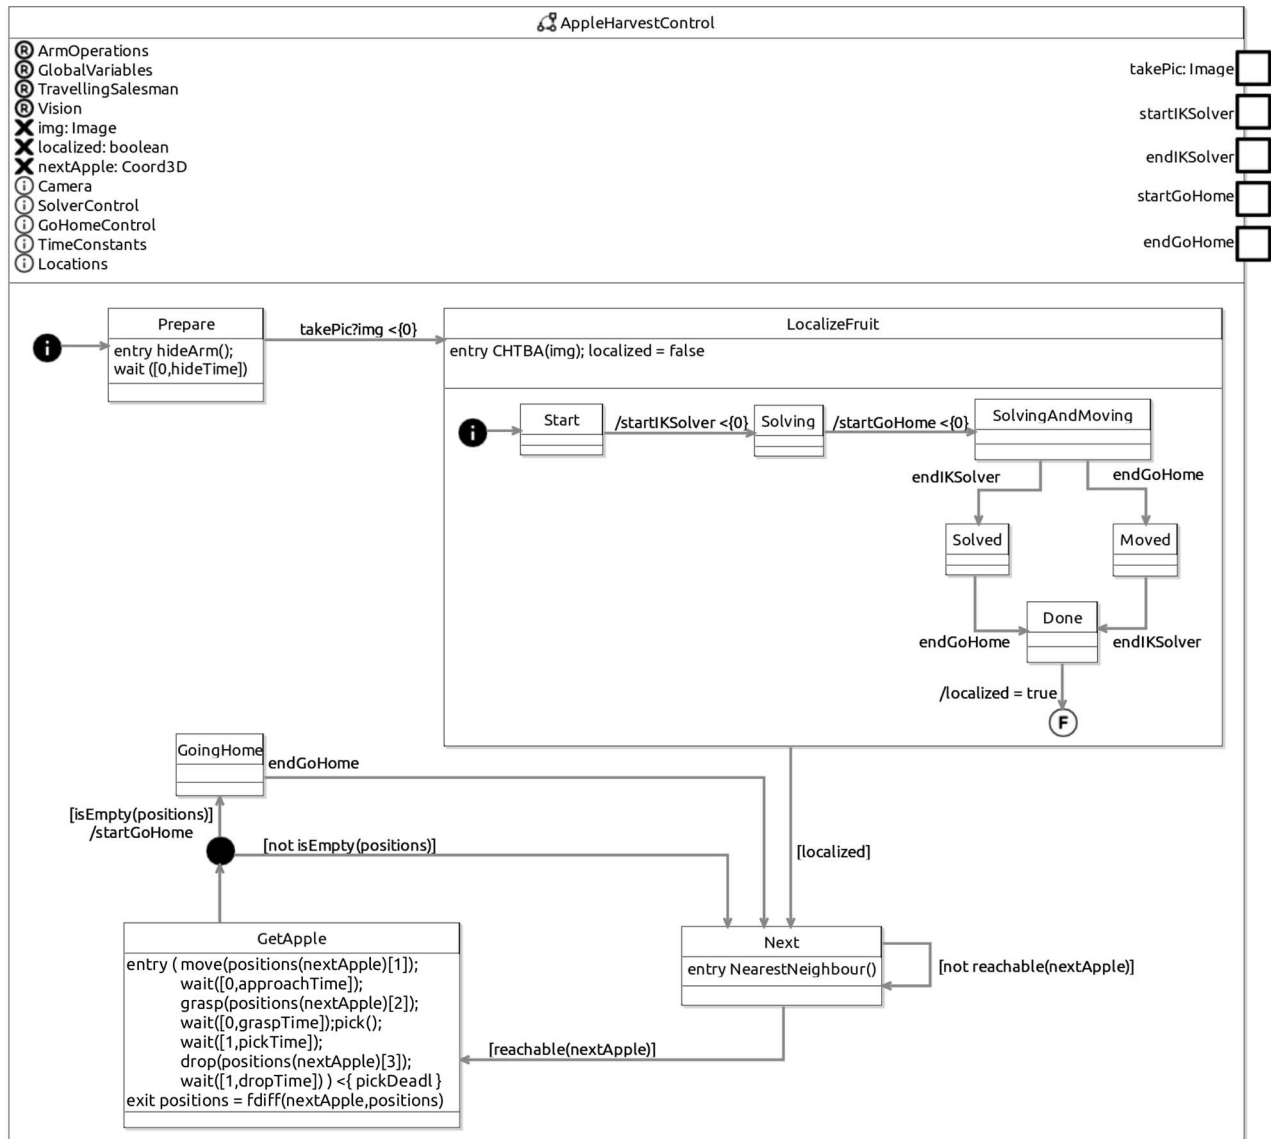 AppleHarvestControl
R ArmOperations
R GlobalVariables
R TravellingSalesman
R Vision
img: Image
localized: boolean
nextApple: Coord3D
i Camera
i SolverControl
i GoHomeControl
i TimeConstants
i Locations
takePic: Image
startIKSolver
endIKSolver
startGoHome
endGoHome
i
Prepare
entry hideArm();
wait ([0,hideTime])
takePic?img <{0}
LocalizeFruit
entry CHTBA(img); localized = false
i
Start
/startIKSolver <{0}
Solving
/startGoHome <{0}
SolvingAndMoving
endIKSolver
endGoHome
Solved
Moved
Done
endGoHome
endIKSolver
/localized = true
F
GoingHome
endGoHome
[isEmpty(positions)]
/startGoHome
[not isEmpty(positions)]
[localized]
GetApple
entry ( move(positions(nextApple)[1]);
wait([0,approachTime]);
grasp(positions(nextApple)[2]);
wait([0,graspTime]);pick();
wait([1,pickTime]);
drop(positions(nextApple)[3]);
wait([1,dropTime]) ) <{ pickDeadl }
exit positions = fdiff(nextApple,positions)
Next
entry NearestNeighbour()
[not reachable(nextApple)]
[reachable(nextApple)]